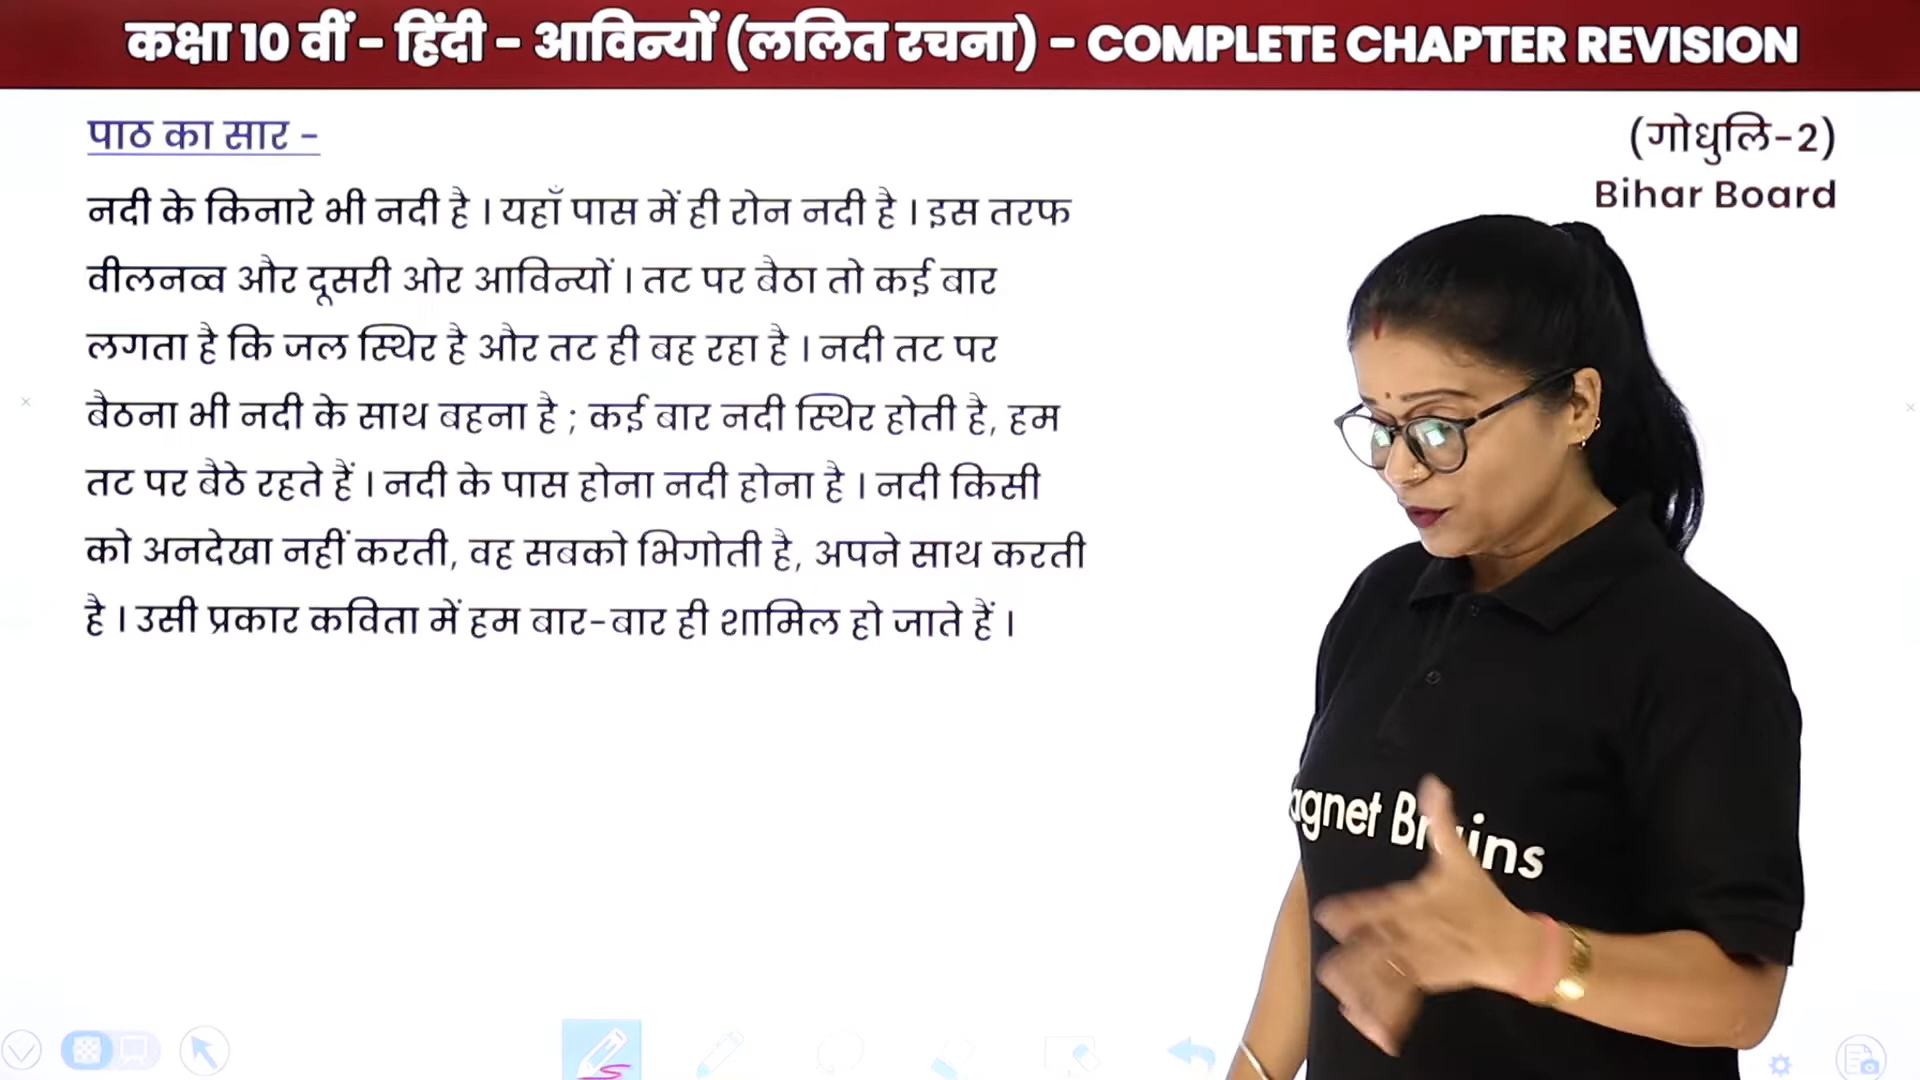 कक्षा 10 वीं - हिंदी - आविन्यों (ललित रचना) - COMPLETE CHAPTER REVISION
पाठ का सार -
(गोधुलि-2)
Bihar Board
नदी के किनारे भी नदी है । यहाँ पास में ही रोन नदी है । इस तरफ
वीलनव्व और दूसरी ओर आविन्यों । तट पर बैठा तो कई बार
लगता है कि जल स्थिर है और तट ही बह रहा है । नदी तट पर
बैठना भी नदी के साथ बहना है ; कई बार नदी स्थिर होती है, हम
तट पर बैठे रहते हैं । नदी के पास होना नदी होना है । नदी किसी
को अनदेखा नहीं करती, वह सबको भिगोती है, अपने साथ करती
है । उसी प्रकार कविता में हम बार-बार ही शामिल हो जाते हैं ।
agnet Br ins